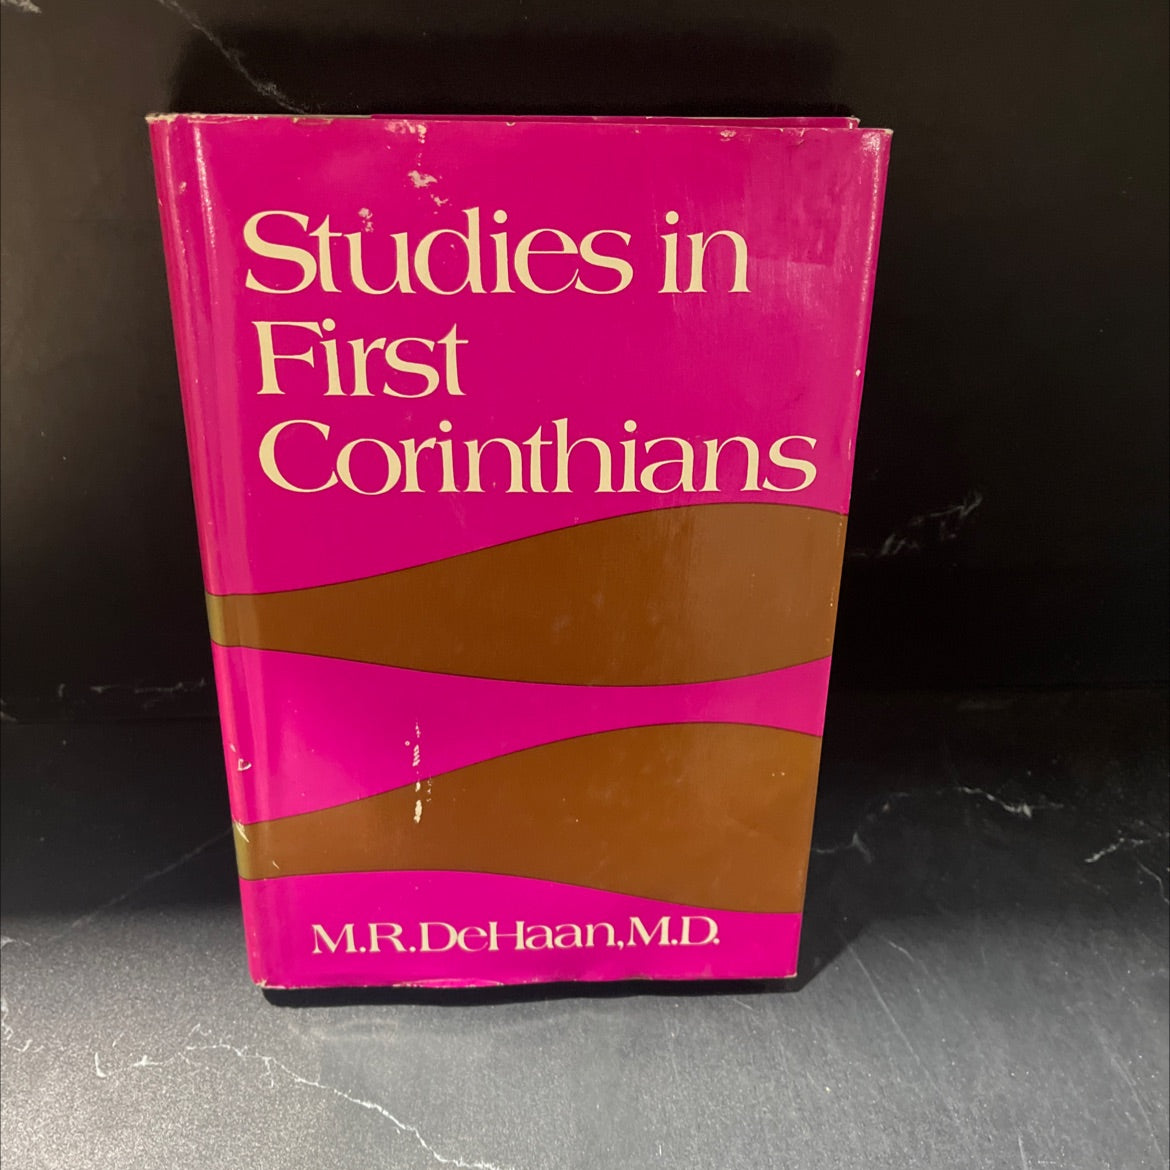 Studies in
First
Corinthians
M.R.DeHaan,M.D.